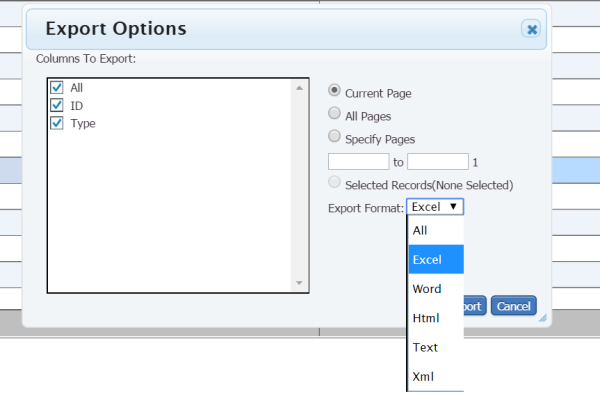 Export Options
Columns To Export:
All
ID
Type
Current Page
All Pages
Specify Pages
to 1
Selected Records(None Selected)
Export Format: Excel
All
Excel
Word
Html
Text
Xml
Cancel